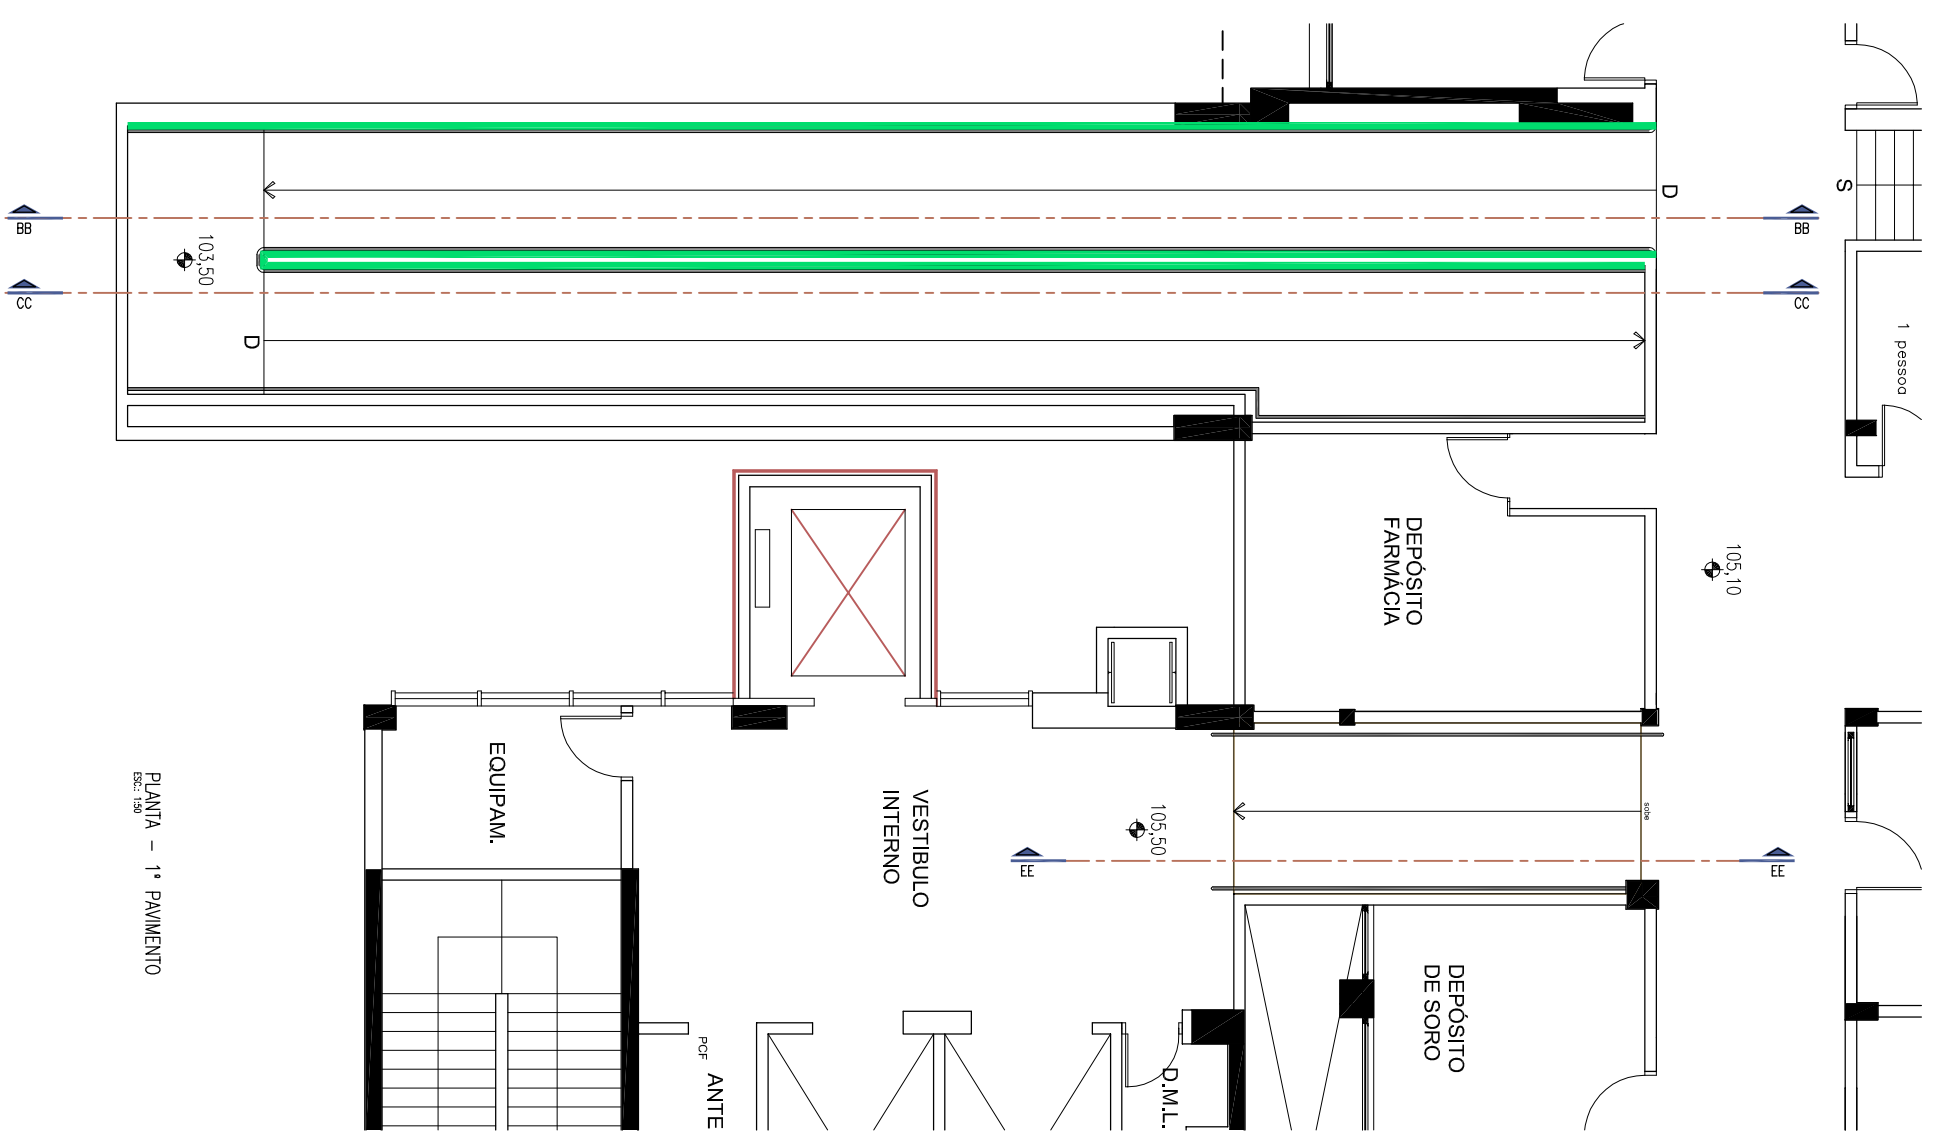 D
S
BB
BB
103,50
CC
CC
D
1 pessoa
DEPÓSITO
FARMÁCIA
105,10
EQUIPAM.
VESTIBULO
INTERNO
105,50
sobe
EE
EE
PLANTA - 1º PAVIMENTO
ESC.: 1:50
DEPÓSITO
DE SORO
PCF
ANTE
D.M.L.